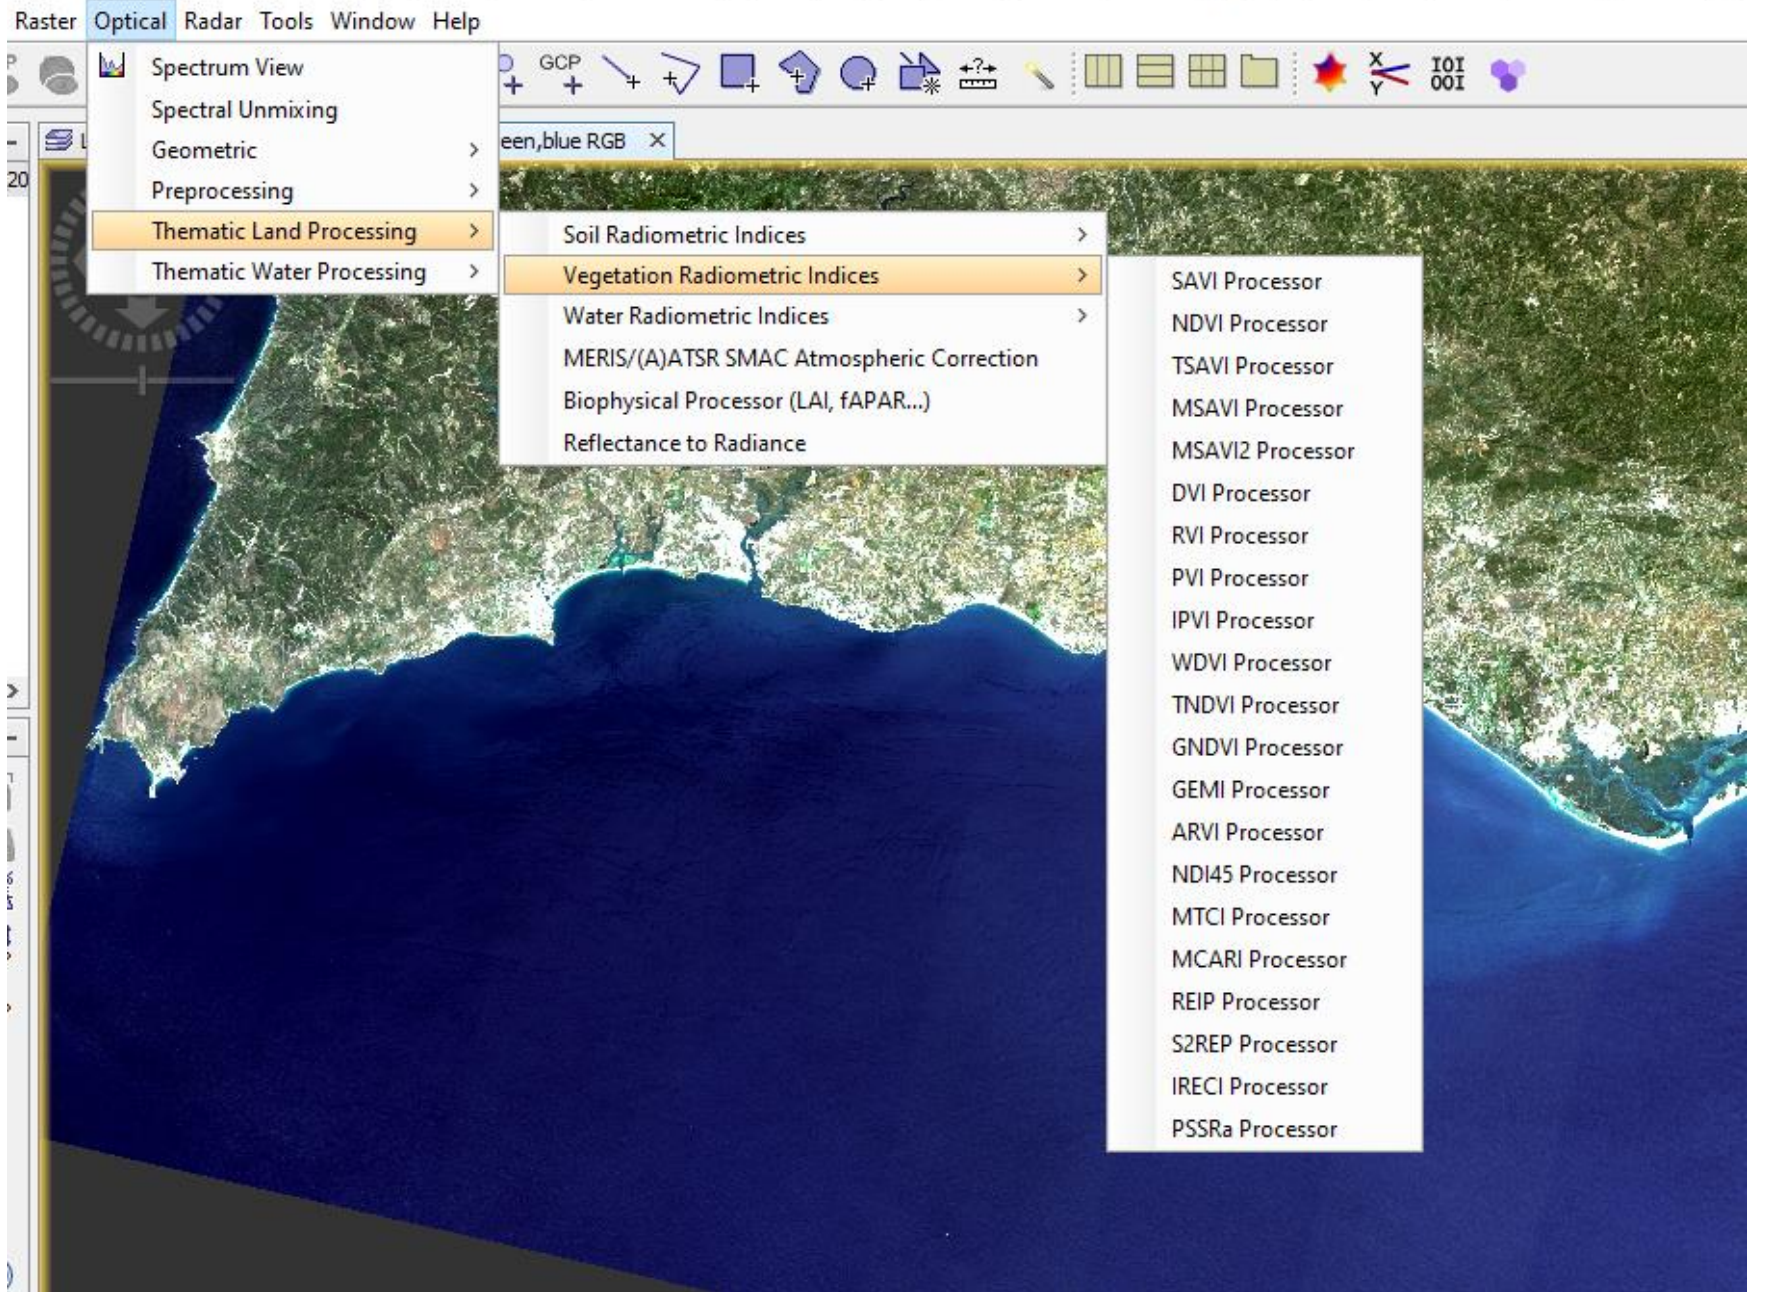 Raster Optical Radar Tools Window Help
GCP
X
Y
IOI
OOI
een,blue RGB
20
Spectrum View
Spectral Unmixing
Geometric
Preprocessing
Thematic Land Processing
Thematic Water Processing
Soil Radiometric Indices
Vegetation Radiometric Indices
Water Radiometric Indices
MERIS/(A)ATSR SMAC Atmospheric Correction
Biophysical Processor (LAI, fAPAR...)
Reflectance to Radiance
SAVI Processor
NDVI Processor
TSAVI Processor
MSAVI Processor
MSAVI2 Processor
DVI Processor
RVI Processor
PVI Processor
IPVI Processor
WDVI Processor
TNDVI Processor
GNDVI Processor
GEMI Processor
ARVI Processor
NDI45 Processor
MTCI Processor
MCARI Processor
REIP Processor
S2REP Processor
IRECI Processor
PSSRa Processor